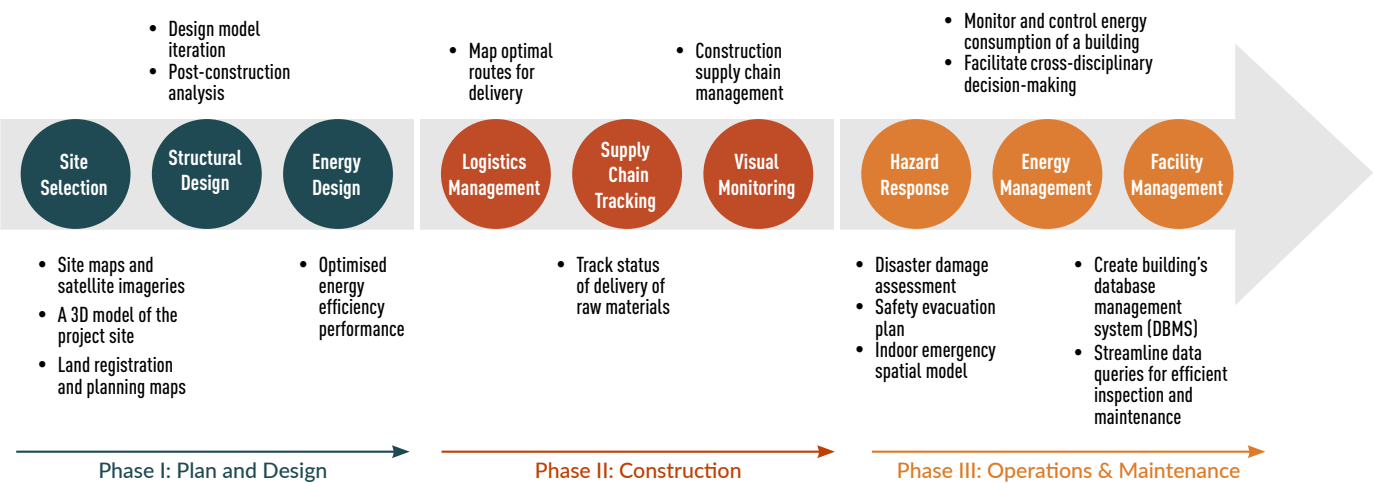 • Design model
iteration
• Post-construction
analysis
• Map optimal
routes for
delivery
• Construction
supply chain
management
• Monitor and control energy
consumption of a building
• Facilitate cross-disciplinary
decision-making
Site
Selection
Structural
Design
Energy
Design
Logistics
Management
Supply
Chain
Tracking
Visual
Monitoring
Hazard
Response
Energy
Management
Facility
Management
• Site maps and
satellite imageries
• A 3D model of the
project site
• Land registration
and planning maps
• Optimised
energy
efficiency
performance
• Track status
of delivery of
raw materials
• Disaster damage
assessment
• Safety evacuation
plan
• Indoor emergency
spatial model
• Create building’s
database
management
system (DBMS)
• Streamline data
queries for efficient
inspection and
maintenance
Phase I: Plan and Design
Phase II: Construction
Phase III: Operations & Maintenance